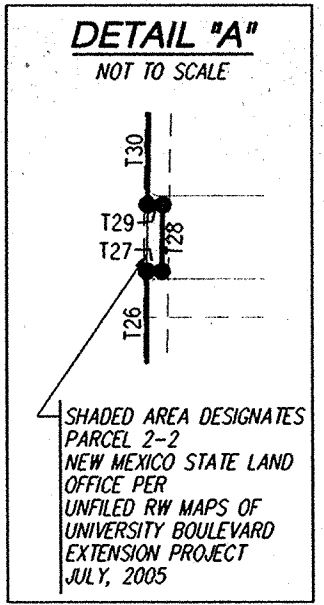 DETAIL "A"
NOT TO SCALE
T30
T29
T28
T27
T26
SHADED AREA DESIGNATES
PARCEL 2-2
NEW MEXICO STATE LAND
OFFICE PER
UNFILED RW MAPS OF
UNIVERSITY BOULEVARD
EXTENSION PROJECT
JULY, 2005